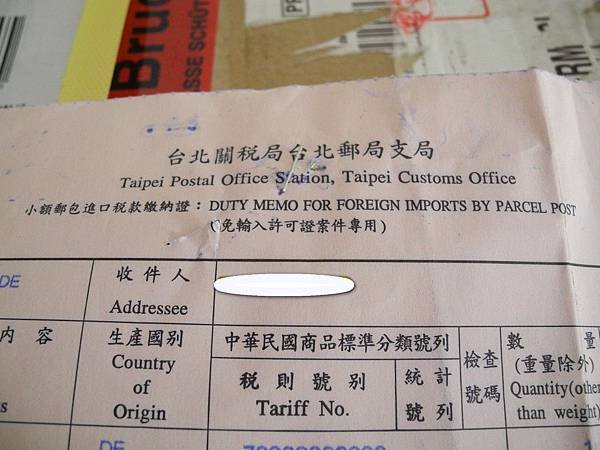 Bru
ASSE SCHÜT
PR
RM
台北關稅局台北郵局支局
Taipei Postal Office Station, Taipei Customs Office
小額郵包進口稅款繳納證：DUTY MEMO FOR FOREIGN IMPORTS BY PARCEL POST
(免輸入許可證案件專用)
DE
收件人
Addressee
內容
生產國別
Country
of
Origin
中華民國商品標準分類號列
稅則號別
Tariff No.
統計
號列
檢查
號碼
數量
(重量除外)
Quantity(other
than weight)
DE